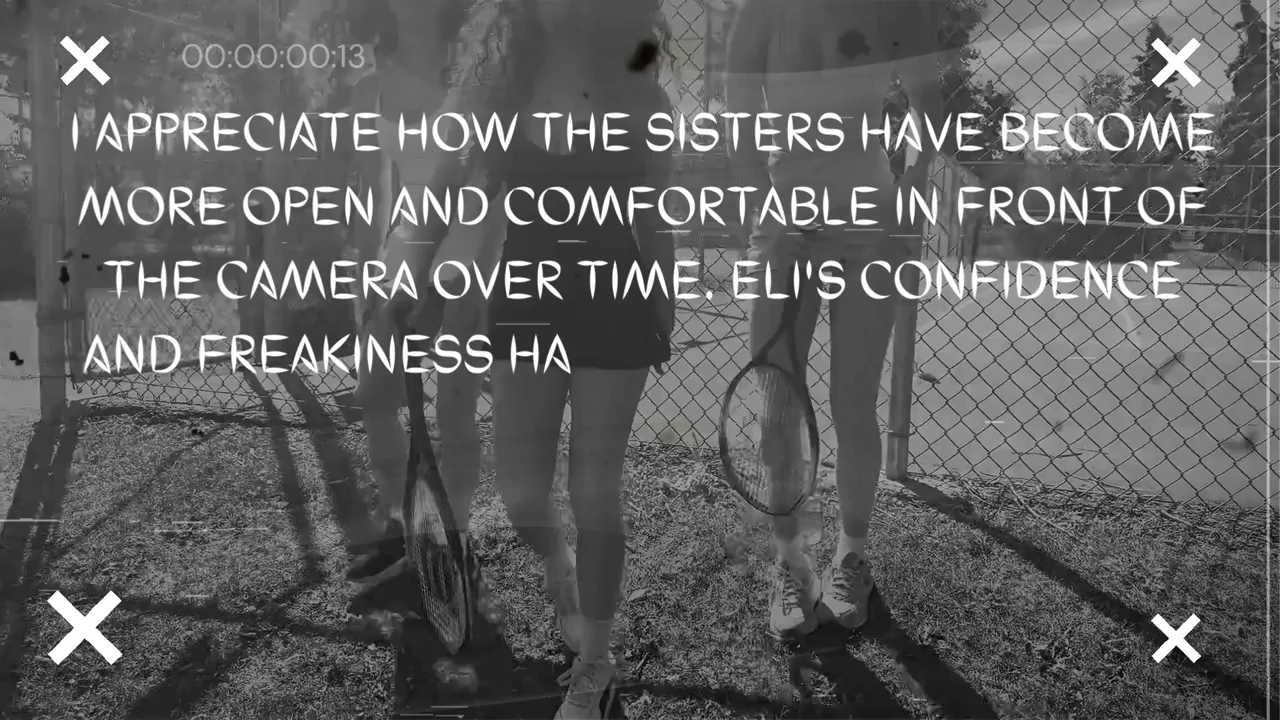 00:00:00:13
I APPRECIATE HOW THE SISTERS HAVE BECOME
MORE OPEN AND COMFORTABLE IN FRONT OF
THE CAMERA OVER TIME. ELI'S CONFIDENCE
AND FREAKINESS HA